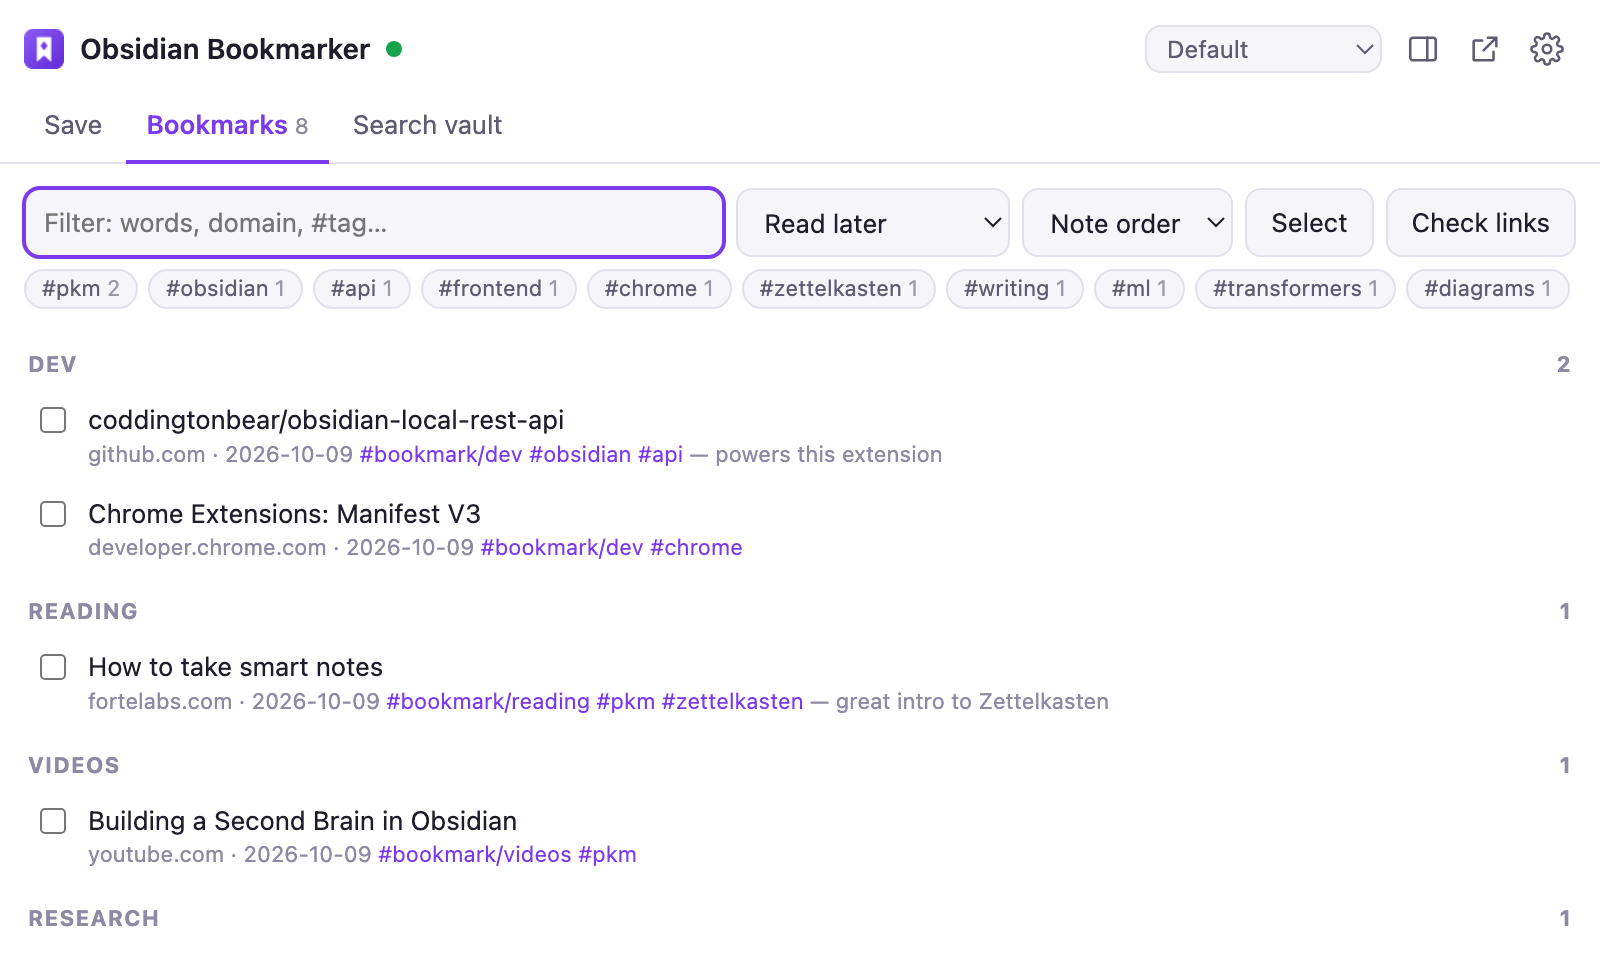 Obsidian Bookmarker Default
Save Bookmarks 8 Search vault
Filter: words, domain, #tag... Read later Note order Select Check links
#pkm 2 #obsidian 1 #api 1 #frontend 1 #chrome 1 #zettelkasten 1 #writing 1 #ml 1 #transformers 1 #diagrams 1
DEV 2
coddingtonbear/obsidian-local-rest-api
github.com · 2026-10-09 #bookmark/dev #obsidian #api — powers this extension
Chrome Extensions: Manifest V3
developer.chrome.com · 2026-10-09 #bookmark/dev #chrome
READING 1
How to take smart notes
fortelabs.com · 2026-10-09 #bookmark/reading #pkm #zettelkasten — great intro to Zettelkasten
VIDEOS 1
Building a Second Brain in Obsidian
youtube.com · 2026-10-09 #bookmark/videos #pkm
RESEARCH 1